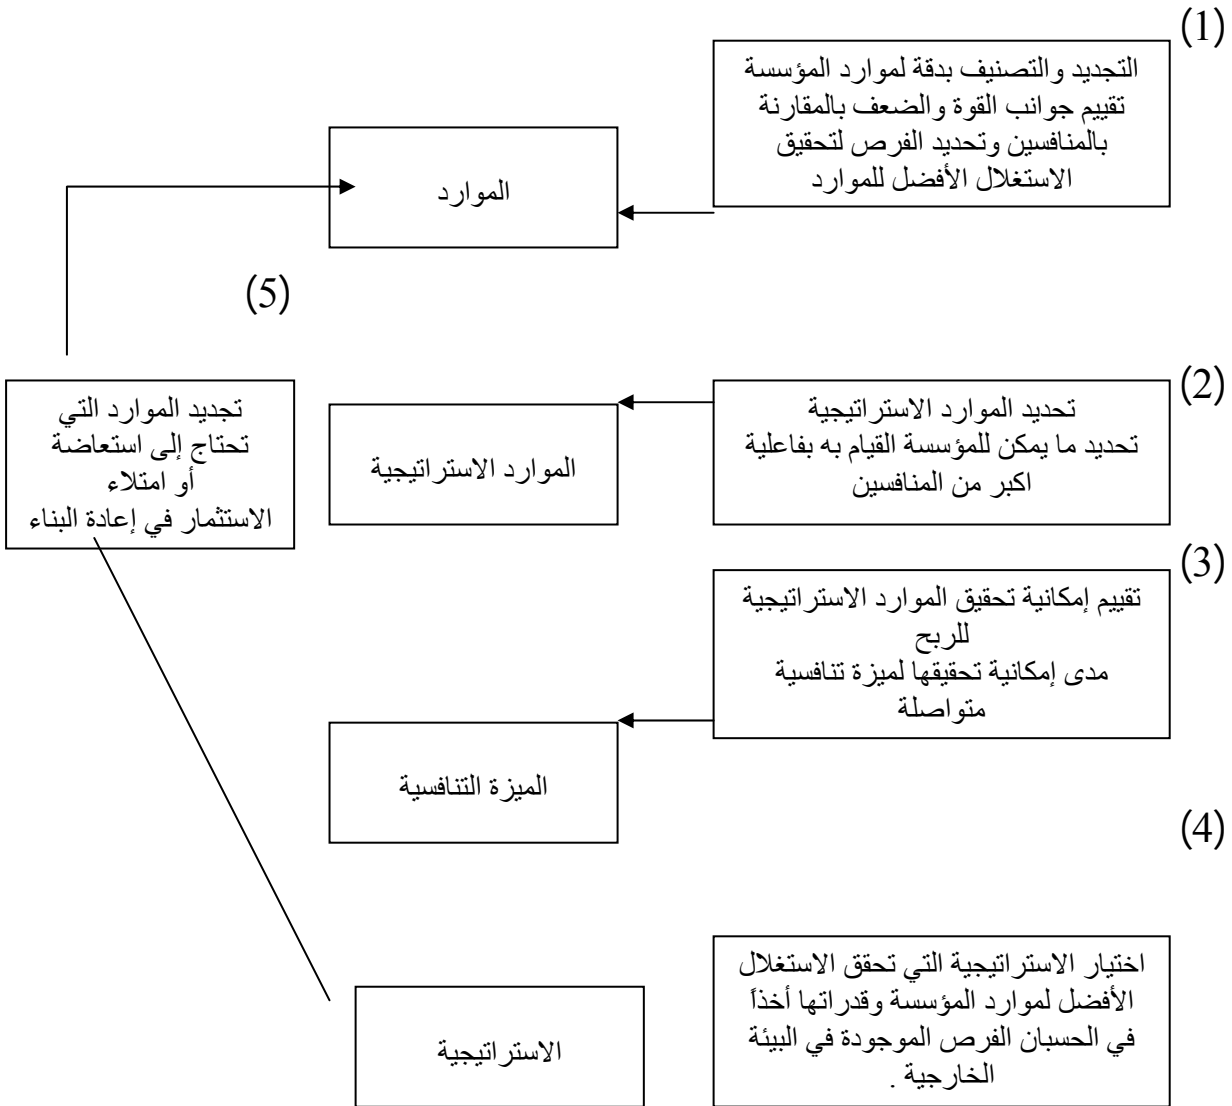 (1)
التجديد والتصنيف بدقة لموارد المؤسسة
تقييم جوانب القوة والضعف بالمقارنة
بالمنافسين وتحديد الفرص لتحقيق
الاستغلال الأفضل للموارد
الموارد
(5)
(2)
تحديد الموارد الاستراتيجية
تحديد ما يمكن للمؤسسة القيام به بفاعلية
اكبر من المنافسين
الموارد الاستراتيجية
تجديد الموارد التي
تحتاج إلى استعاضة
أو امتلاء
الاستثمار في إعادة البناء
(3)
تقييم إمكانية تحقيق الموارد الاستراتيجية
للربح
مدى إمكانية تحقيقها لميزة تنافسية
متواصلة
الميزة التنافسية
(4)
اختيار الاستراتيجية التي تحقق الاستغلال
الأفضل لموارد المؤسسة وقدراتها أخذاً
في الحسبان الفرص الموجودة في البيئة
الخارجية .
الاستراتيجية